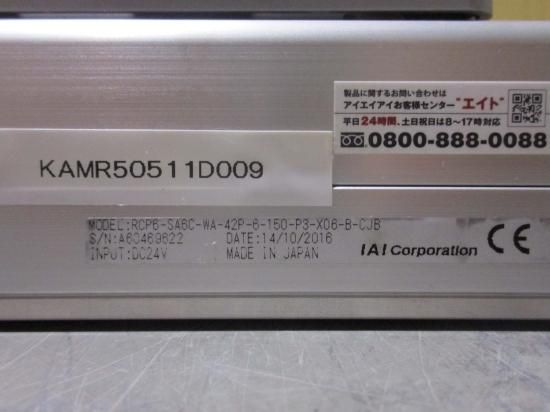 製品に関するお問い合わせは
アイエイアイお客様センター"エイト"
平日24時間、土日祝日は8〜17時対応
0800-888-0088
KAMR50511D009
MODEL:RCP6-SA6C-WA-42P-6-150-P3-X06-B-CJB
S/N:A60469622 DATE:14/10/2016
INPUT:DC24V MADE IN JAPAN
IAI Corporation CE